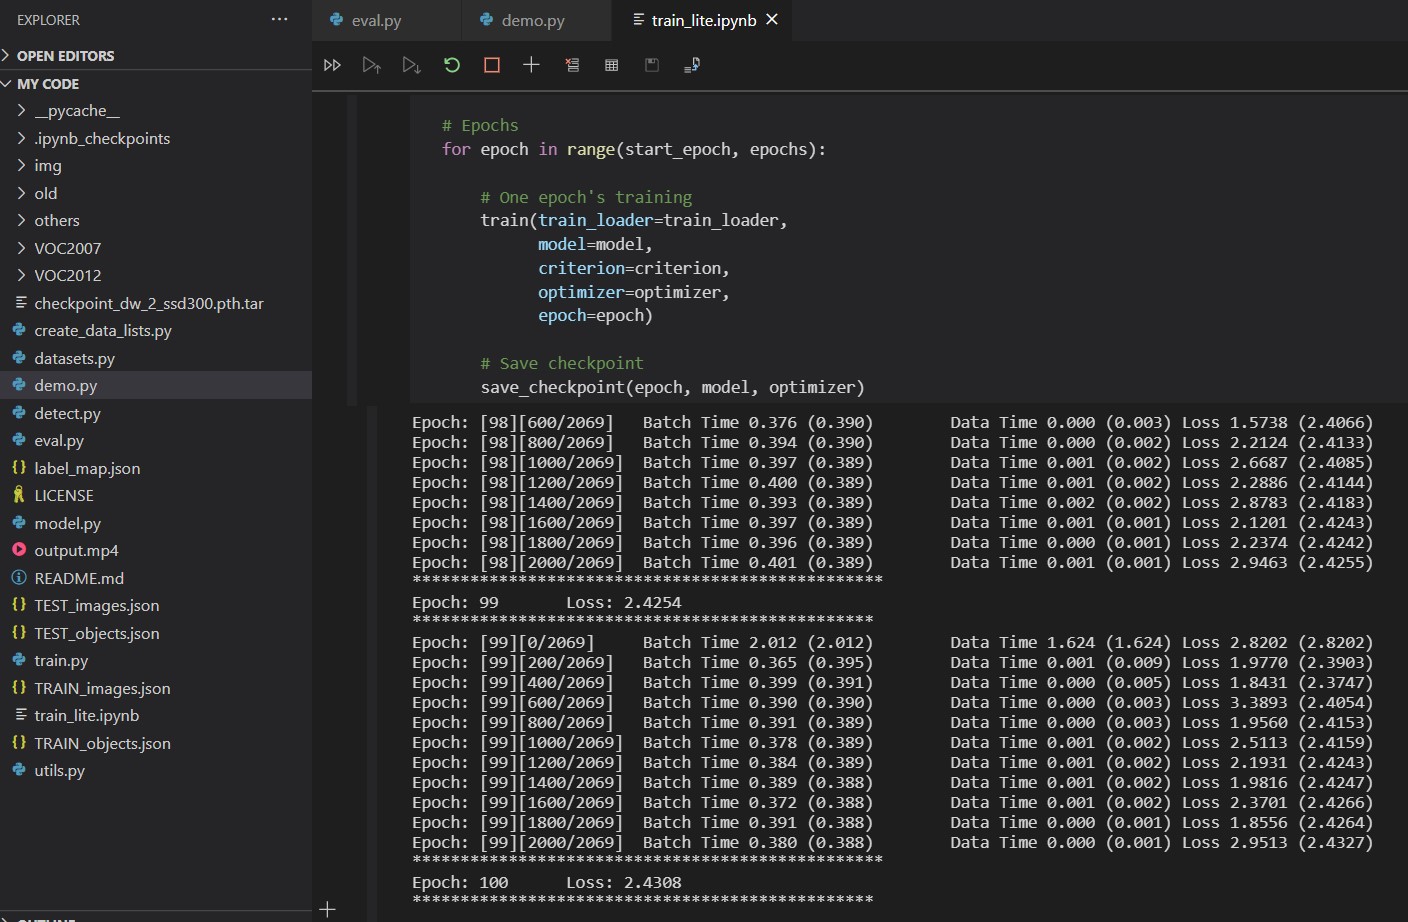 EXPLORER
OPEN EDITORS
MY CODE
__pycache__
.ipynb_checkpoints
img
old
others
VOC2007
VOC2012
checkpoint_dw_2_ssd300.pth.tar
create_data_lists.py
datasets.py
demo.py
detect.py
eval.py
label_map.json
LICENSE
model.py
output.mp4
README.md
TEST_images.json
TEST_objects.json
train.py
TRAIN_images.json
train_lite.ipynb
TRAIN_objects.json
utils.py
OUTLINE
eval.py demo.py train_lite.ipynb
# Epochs
for epoch in range(start_epoch, epochs):
# One epoch's training
train(train_loader=train_loader,
model=model,
criterion=criterion,
optimizer=optimizer,
epoch=epoch)
# Save checkpoint
save_checkpoint(epoch, model, optimizer)
Epoch: [98][600/2069] Batch Time 0.376 (0.390) Data Time 0.000 (0.003) Loss 1.5738 (2.4066)
Epoch: [98][800/2069] Batch Time 0.394 (0.390) Data Time 0.000 (0.002) Loss 2.2124 (2.4133)
Epoch: [98][1000/2069] Batch Time 0.397 (0.389) Data Time 0.001 (0.002) Loss 2.6687 (2.4085)
Epoch: [98][1200/2069] Batch Time 0.400 (0.389) Data Time 0.001 (0.002) Loss 2.2886 (2.4144)
Epoch: [98][1400/2069] Batch Time 0.393 (0.389) Data Time 0.002 (0.002) Loss 2.8783 (2.4183)
Epoch: [98][1600/2069] Batch Time 0.397 (0.389) Data Time 0.001 (0.001) Loss 2.1201 (2.4243)
Epoch: [98][1800/2069] Batch Time 0.396 (0.389) Data Time 0.000 (0.001) Loss 2.2374 (2.4242)
Epoch: [98][2000/2069] Batch Time 0.401 (0.389) Data Time 0.001 (0.001) Loss 2.9463 (2.4255)
*************************************************
Epoch: 99 Loss: 2.4254
************************************************
Epoch: [99][0/2069] Batch Time 2.012 (2.012) Data Time 1.624 (1.624) Loss 2.8202 (2.8202)
Epoch: [99][200/2069] Batch Time 0.365 (0.395) Data Time 0.001 (0.009) Loss 1.9770 (2.3903)
Epoch: [99][400/2069] Batch Time 0.399 (0.391) Data Time 0.000 (0.005) Loss 1.8431 (2.3747)
Epoch: [99][600/2069] Batch Time 0.390 (0.390) Data Time 0.000 (0.003) Loss 3.3893 (2.4054)
Epoch: [99][800/2069] Batch Time 0.391 (0.389) Data Time 0.000 (0.003) Loss 1.9560 (2.4153)
Epoch: [99][1000/2069] Batch Time 0.378 (0.389) Data Time 0.001 (0.002) Loss 2.5113 (2.4159)
Epoch: [99][1200/2069] Batch Time 0.384 (0.389) Data Time 0.001 (0.002) Loss 2.1931 (2.4243)
Epoch: [99][1400/2069] Batch Time 0.389 (0.388) Data Time 0.001 (0.002) Loss 1.9816 (2.4247)
Epoch: [99][1600/2069] Batch Time 0.372 (0.388) Data Time 0.001 (0.002) Loss 2.3701 (2.4266)
Epoch: [99][1800/2069] Batch Time 0.391 (0.388) Data Time 0.000 (0.001) Loss 1.8556 (2.4264)
Epoch: [99][2000/2069] Batch Time 0.380 (0.388) Data Time 0.000 (0.001) Loss 2.9513 (2.4327)
*************************************************
Epoch: 100 Loss: 2.4308
************************************************